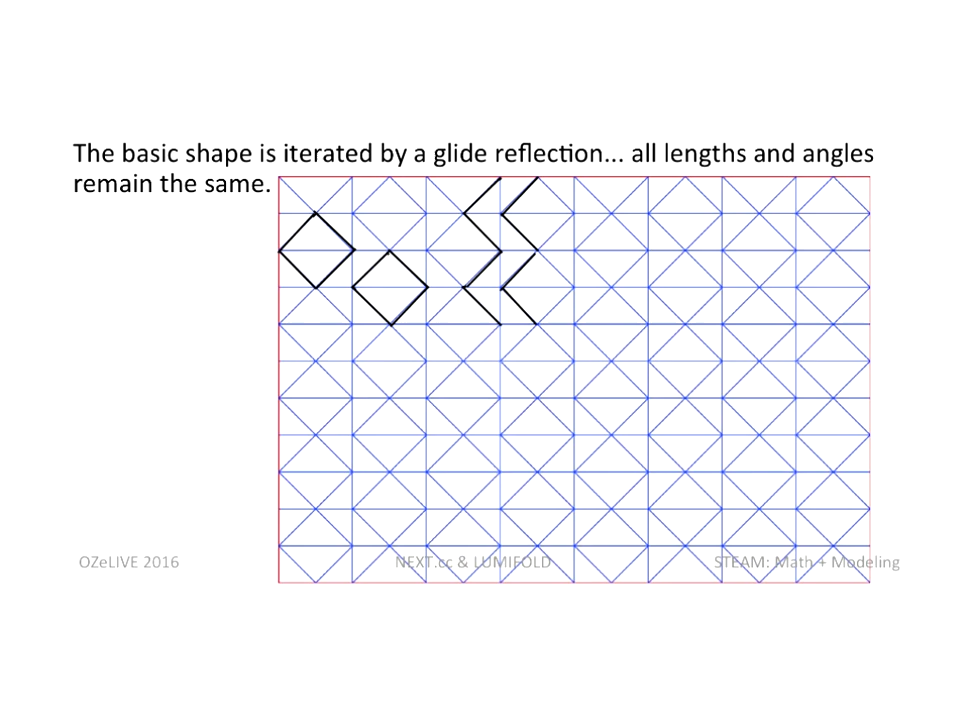 The basic shape is iterated by a glide reflection... all lengths and angles
remain the same.
OZeLIVE 2016
NEXT.cc & LUMIFOLD
STEAM: Math + Modeling